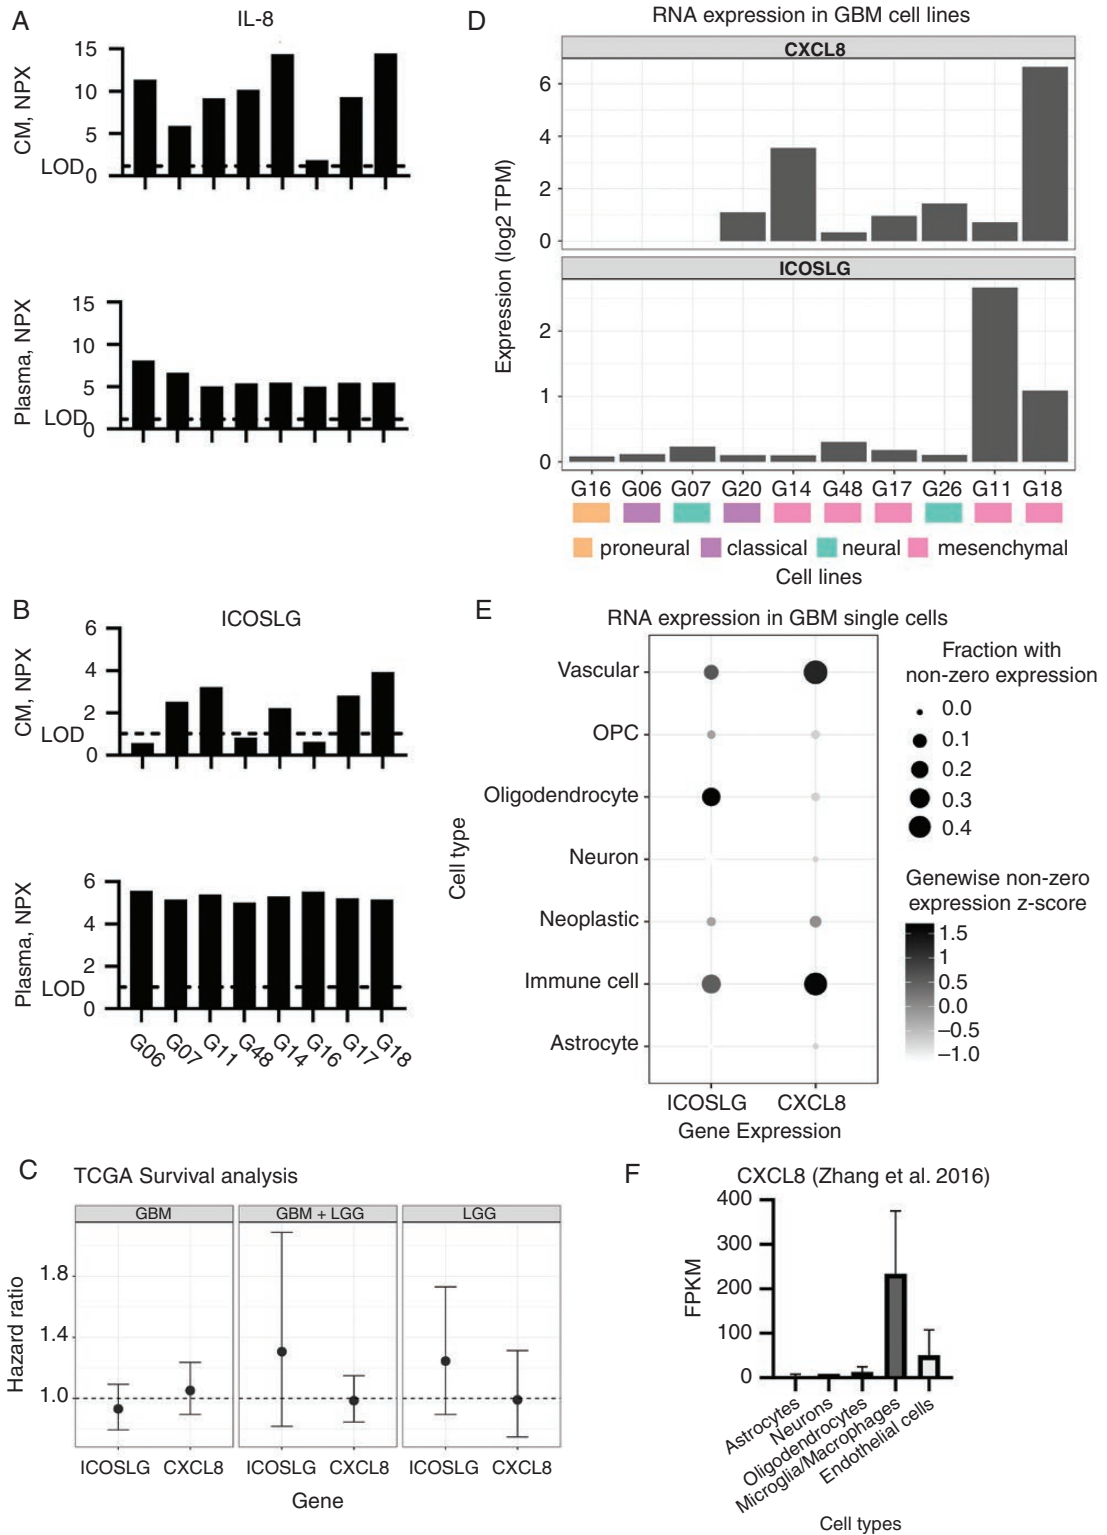 A
IL-8
CM, NPX
15
10
5
LOD
0
Plasma, NPX
15
10
5
LOD
0
B
ICOSLG
CM, NPX
6
4
2
LOD
0
Plasma, NPX
6
4
2
LOD
0
G06 G07 G11 G48 G14 G16 G17 G18
C
TCGA Survival analysis
GBM GBM + LGG LGG
Hazard ratio
1.8
1.4
1.0
ICOSLG CXCL8 ICOSLG CXCL8 ICOSLG CXCL8
Gene
D
RNA expression in GBM cell lines
CXCL8
Expression (log2 TPM)
6
4
2
0
ICOSLG
2
1
0
G16 G06 G07 G20 G14 G48 G17 G26 G11 G18
proneural classical neural mesenchymal
Cell lines
E
RNA expression in GBM single cells
Cell type
Vascular
OPC
Oligodendrocyte
Neuron
Neoplastic
Immune cell
Astrocyte
ICOSLG CXCL8
Gene Expression
Fraction with
non-zero expression
0.0
0.1
0.2
0.3
0.4
Genewise non-zero
expression z-score
1.5
1
0.5
0.0
−0.5
−1.0
F
CXCL8 (Zhang et al. 2016)
FPKM
400
300
200
100
0
Astrocytes
Neurons
Oligodendrocytes
Microglia/Macrophages
Endothelial cells
Cell types